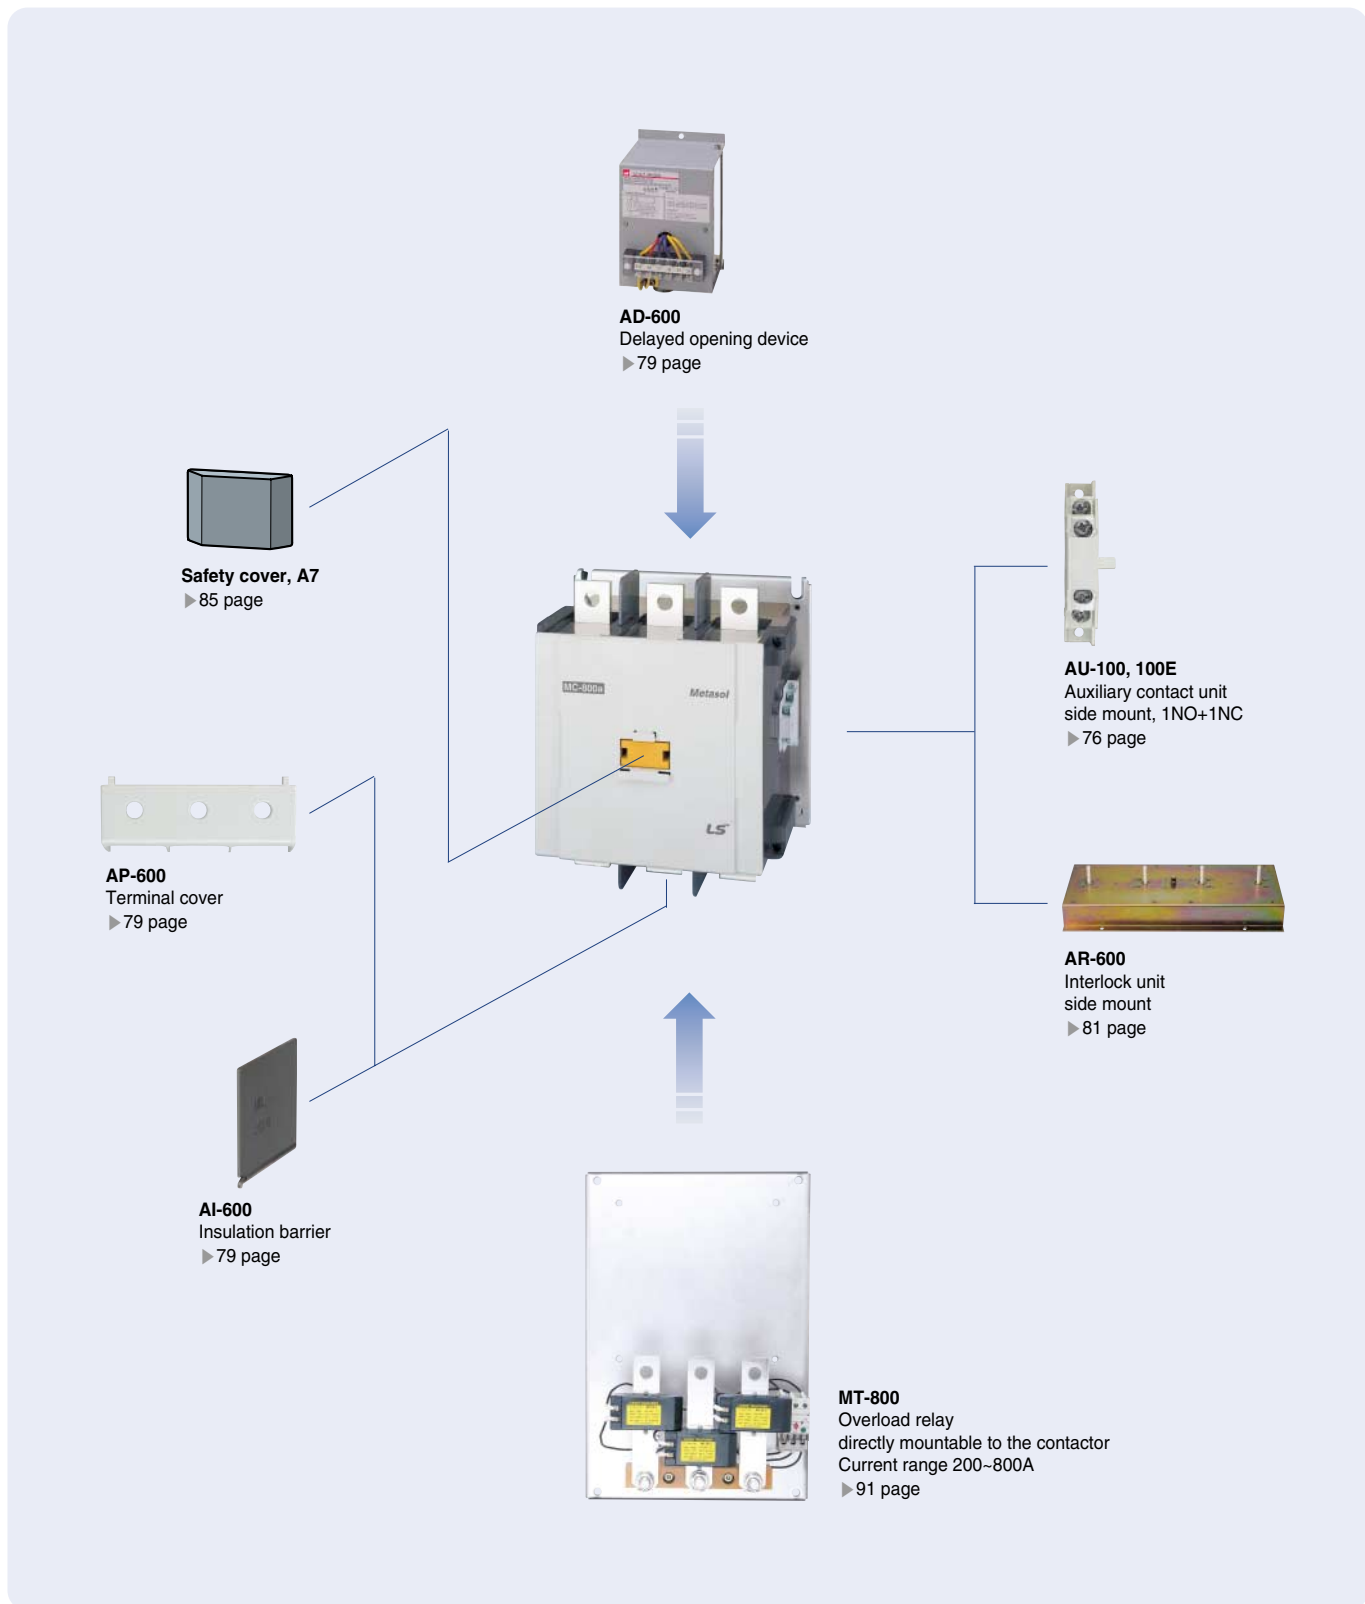 AD-600
Delayed opening device
▶79 page
Safety cover, A7
▶85 page
AU-100, 100E
Auxiliary contact unit
side mount, 1NO+1NC
▶76 page
Metasol
LS
AP-600
Terminal cover
▶79 page
AR-600
Interlock unit
side mount
▶81 page
AI-600
Insulation barrier
▶79 page
MT-800
Overload relay
directly mountable to the contactor
Current range 200~800A
▶91 page